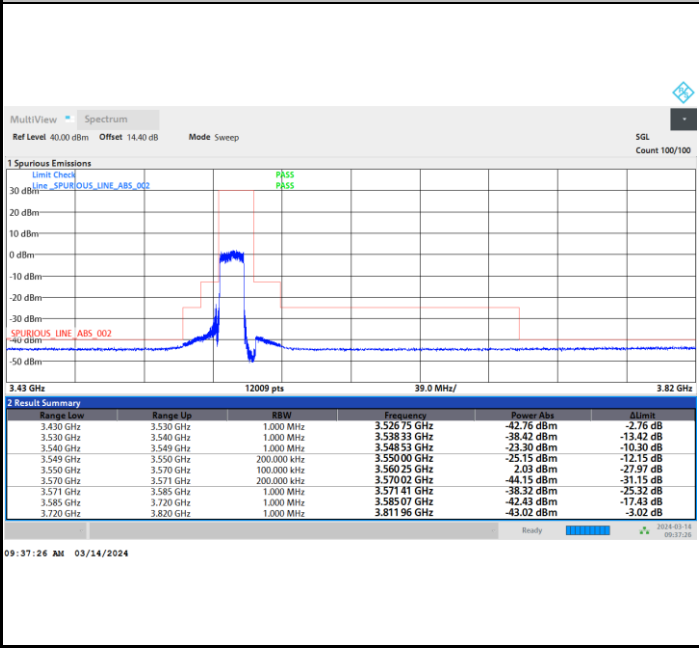 MultiView Spectrum
Ref Level 40.00 dBm Offset 14.40 dB Mode Sweep SGL
Count 100/100
1 Spurious Emissions
Limit Check PASS
Line _SPURIOUS_LINE_ABS_002 PASS
30 dBm
20 dBm
10 dBm
0 dBm
-10 dBm
-20 dBm
-30 dBm
SPURIOUS_LINE_ABS_002
-40 dBm
-50 dBm
3.43 GHz 12009 pts 39.0 MHz/ 3.82 GHz
2 Result Summary
Range Low Range Up RBW Frequency Power Abs ΔLimit
3.430 GHz 3.530 GHz 1.000 MHz 3.526 75 GHz -42.76 dBm -2.76 dB
3.530 GHz 3.540 GHz 1.000 MHz 3.538 33 GHz -38.42 dBm -13.42 dB
3.540 GHz 3.549 GHz 1.000 MHz 3.548 53 GHz -23.30 dBm -10.30 dB
3.549 GHz 3.550 GHz 200.000 kHz 3.550 00 GHz -25.15 dBm -12.15 dB
3.550 GHz 3.570 GHz 100.000 kHz 3.560 25 GHz 2.03 dBm -27.97 dB
3.570 GHz 3.571 GHz 200.000 kHz 3.570 02 GHz -44.15 dBm -31.15 dB
3.571 GHz 3.585 GHz 1.000 MHz 3.571 41 GHz -38.32 dBm -25.32 dB
3.585 GHz 3.720 GHz 1.000 MHz 3.585 07 GHz -42.43 dBm -17.43 dB
3.720 GHz 3.820 GHz 1.000 MHz 3.811 96 GHz -43.02 dBm -3.02 dB
Ready 2024-03-14
09:37:26
09:37:26 AM 03/14/2024